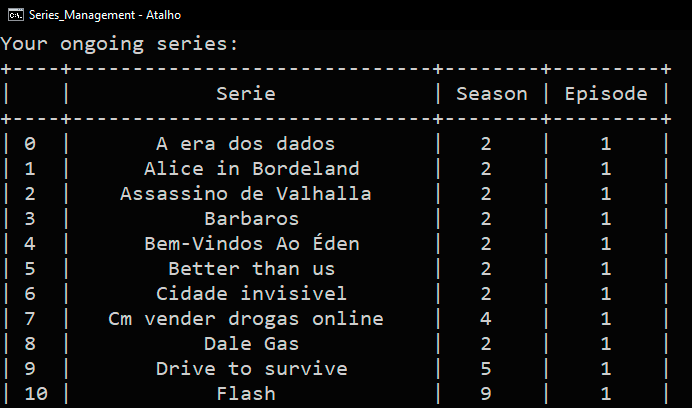 Series_Management - Atalho
Your ongoing series:
+----+------------------------------+--------+---------+
|    |            Serie             | Season | Episode |
+----+------------------------------+--------+---------+
| 0  |       A era dos dados        |   2    |    1    |
| 1  |      Alice in Bordeland      |   2    |    1    |
| 2  |    Assassino de Valhalla     |   2    |    1    |
| 3  |           Barbaros           |   2    |    1    |
| 4  |      Bem-Vindos Ao Éden      |   2    |    1    |
| 5  |        Better than us        |   2    |    1    |
| 6  |       Cidade invisivel       |   2    |    1    |
| 7  |   Cm vender drogas online    |   4    |    1    |
| 8  |           Dale Gas           |   2    |    1    |
| 9  |       Drive to survive       |   5    |    1    |
| 10 |            Flash             |   9    |    1    |